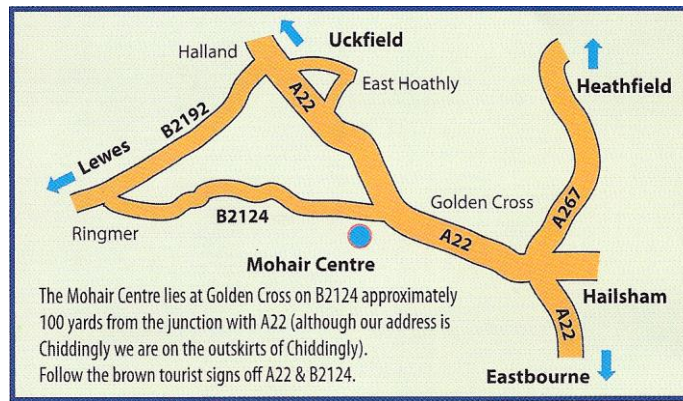 Uckfield
Halland
East Hoathly
A22
Heathfield
B2192
Lewes
Golden Cross
A267
B2124
Ringmer
A22
Mohair Centre
Hailsham
The Mohair Centre lies at Golden Cross on B2124 approximately
100 yards from the junction with A22 (although our address is
Chiddingly we are on the outskirts of Chiddingly).
Follow the brown tourist signs off A22 & B2124.
A22
Eastbourne